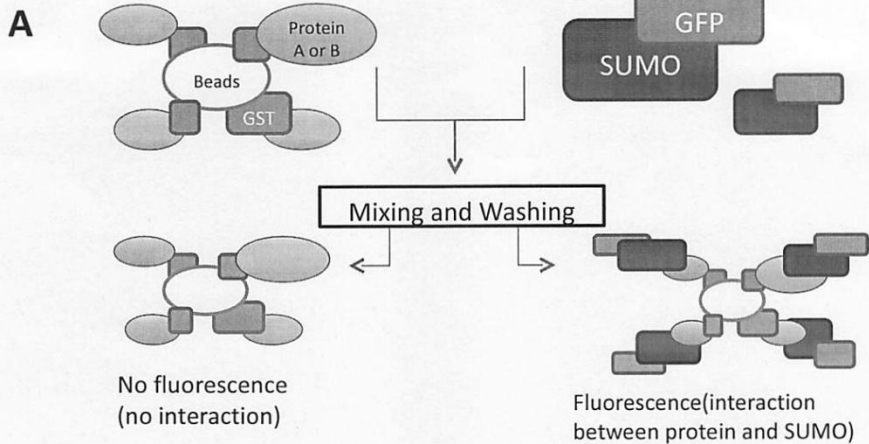 A
Protein
A or B
GFP
Beads
SUMO
GST
Mixing and Washing
No fluorescence
(no interaction)
Fluorescence(interaction
between protein and SUMO)